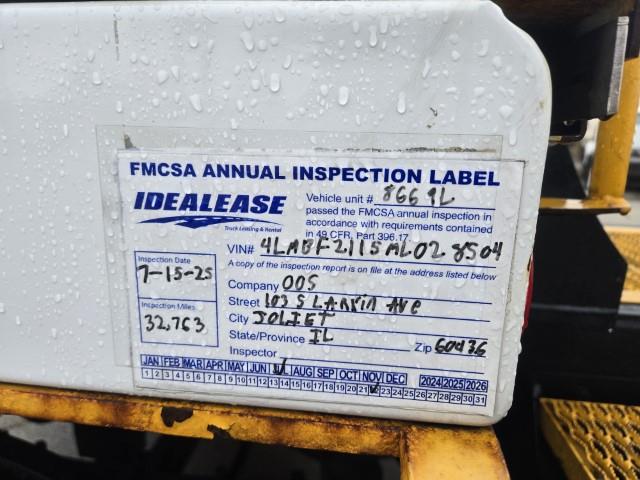 FMCSA ANNUAL INSPECTION LABEL
IDEALEASE
Truck Leasing & Rental
Vehicle unit # 8669L
passed the FMCSA annual inspection in
accordance with requirements contained
in 49 CFR, Part 396.17.
VIN# 4LABF2115AL028504
A copy of the inspection report is on file at the address listed below
Inspection Date
7-15-25
Inspection Miles
32,763
Company OOS
Street 103 S LARKIN AVE
City JOLIET
State/Province IL
Zip 60436
Inspector
JAN FEB MAR APR MAY JUN AUG SEP OCT NOV DEC 2024 2025 2026
1 2 3 4 5 6 7 8 9 10 11 12 13 14 15 16 17 18 19 20 21 23 24 25 26 27 28 29 30 31